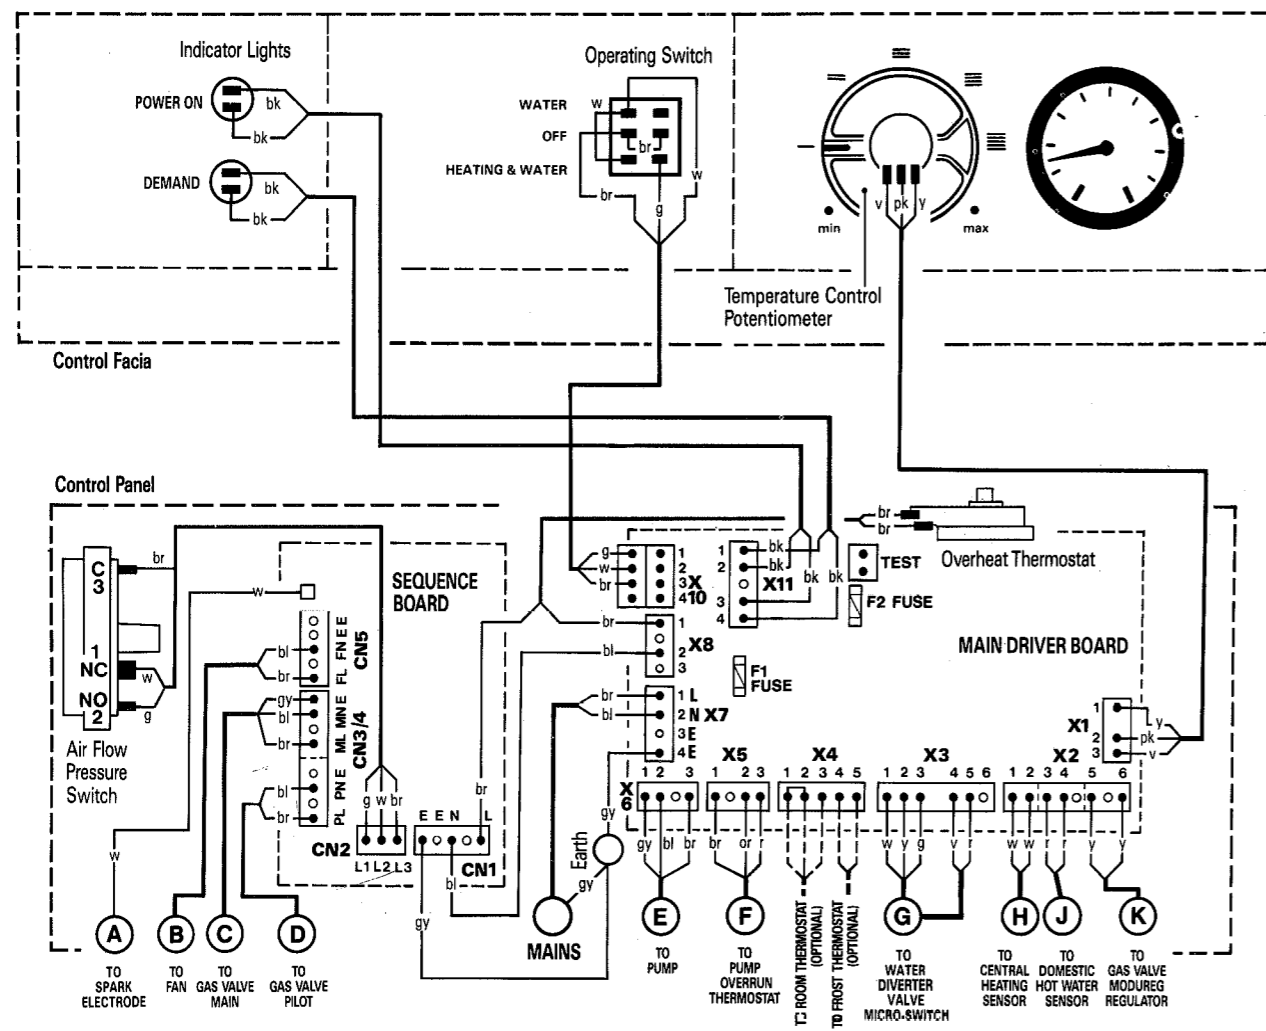 Indicator Lights
POWER ON
bk
bk
DEMAND
bk
bk
Operating Switch
WATER
OFF
HEATING & WATER
w
br
w
br
g
v pk y
min
max
Temperature Control
Potentiometer
Control Facia
Control Panel
C
3
1
NC
NO
2
br
w
g
Air Flow
Pressure
Switch
w
SEQUENCE
BOARD
FL FN E E
CN5
bl
br
gy
bl
br
ML MN E
CN3/4
bl
br
PL PN E
g w br
CN2
L1 L2 L3
E E N L
CN1
br
bl
gy
w
br
br
Overheat Thermostat
g
w
br
1
2
3
4
X
10
1
2
3
4
X11
bk
bk
bk
bk
TEST
F2 FUSE
F1
FUSE
MAIN DRIVER BOARD
br
bl
1
2
3
X8
br
bl
1 L
2 N
3 E
4 E
X7
gy
Earth
gy
MAINS
X
6
1 2 3
gy bl br
X5
1 2 3
br or r
X4
1 2 3 4 5
X3
1 2 3 4 5 6
w y g v r
X2
1 2 3 4 5 6
w w r r y y
X1
1
2
3
y
pk
v
A
TO
SPARK
ELECTRODE
B
TO
FAN
C
TO
GAS VALVE
MAIN
D
TO
GAS VALVE
PILOT
E
TO
PUMP
F
TO
PUMP
OVERRUN
THERMOSTAT
TO ROOM THERMOSTAT
(OPTIONAL)
TO FROST THERMOSTAT
(OPTIONAL)
G
TO
WATER
DIVERTER
VALVE
MICRO-SWITCH
H
TO
CENTRAL
HEATING
SENSOR
J
TO
DOMESTIC
HOT WATER
SENSOR
K
TO
GAS VALVE
MODUREG
REGULATOR